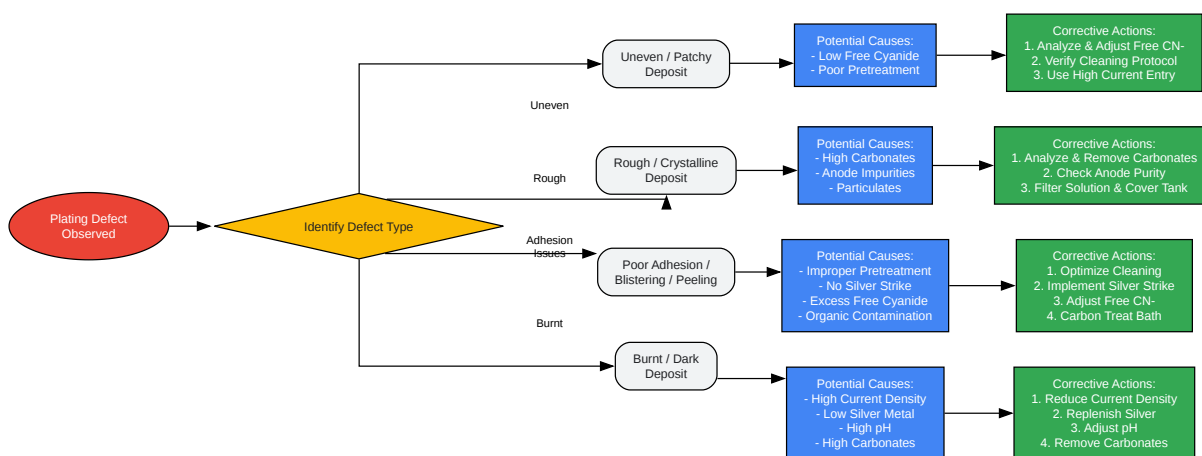 Plating Defect
Observed
Identify Defect Type
Uneven
Uneven / Patchy
Deposit
Potential Causes:
- Low Free Cyanide
- Poor Pretreatment
Corrective Actions:
1. Analyze & Adjust Free CN-
2. Verify Cleaning Protocol
3. Use High Current Entry
Rough
Rough / Crystalline
Deposit
Potential Causes:
- High Carbonates
- Anode Impurities
- Particulates
Corrective Actions:
1. Analyze & Remove Carbonates
2. Check Anode Purity
3. Filter Solution & Cover Tank
Adhesion
Issues
Poor Adhesion /
Blistering / Peeling
Potential Causes:
- Improper Pretreatment
- No Silver Strike
- Excess Free Cyanide
- Organic Contamination
Corrective Actions:
1. Optimize Cleaning
2. Implement Silver Strike
3. Adjust Free CN-
4. Carbon Treat Bath
Burnt
Burnt / Dark
Deposit
Potential Causes:
- High Current Density
- Low Silver Metal
- High pH
- High Carbonates
Corrective Actions:
1. Reduce Current Density
2. Replenish Silver
3. Adjust pH
4. Remove Carbonates